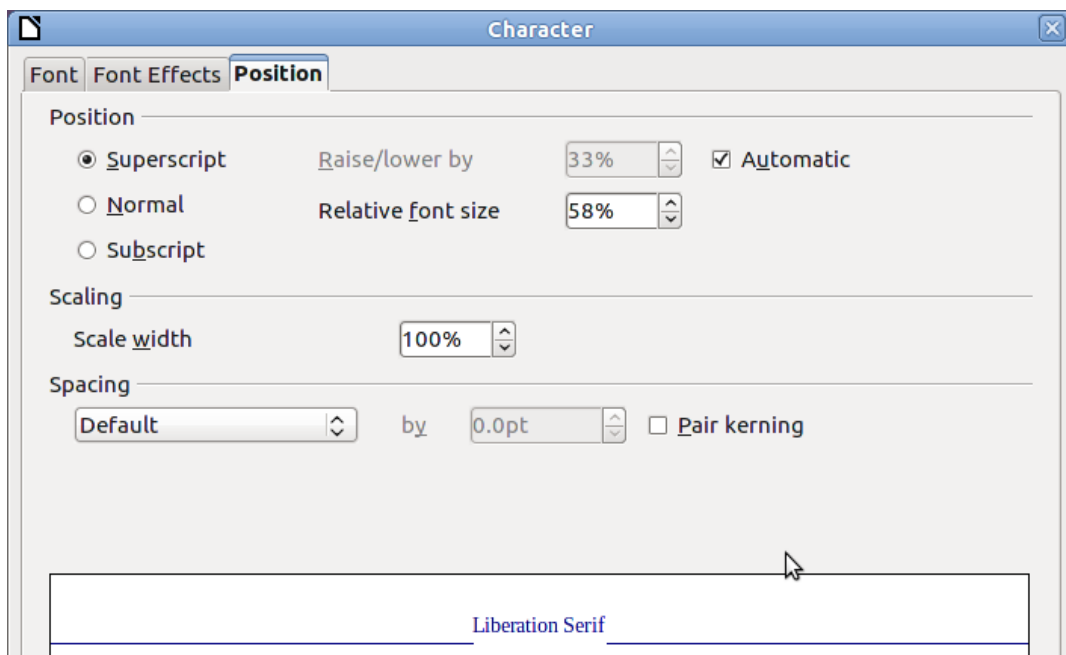 Character
Font Font Effects Position
Position
Superscript Raise/lower by 33% Automatic
Normal Relative font size 58%
Subscript
Scaling
Scale width 100%
Spacing
Default by 0.0pt Pair kerning
Liberation Serif